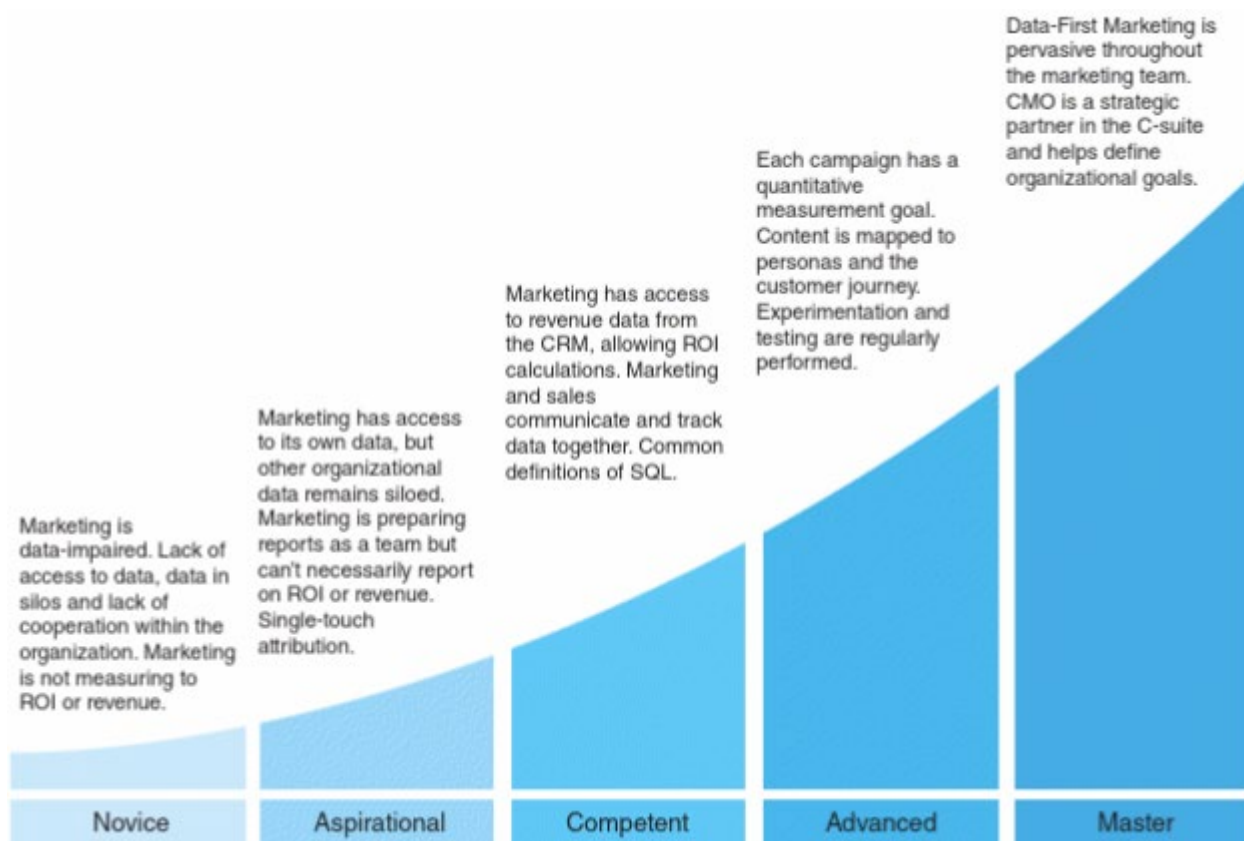 Data-First Marketing is
pervasive throughout
the marketing team.
CMO is a strategic
partner in the C-suite
and helps define
organizational goals.
Each campaign has a
quantitative
measurement goal.
Content is mapped to
personas and the
customer journey.
Experimentation and
testing are regularly
performed.
Marketing has access
to revenue data from
the CRM, allowing ROI
calculations. Marketing
and sales
communicate and track
data together. Common
definitions of SQL.
Marketing has access
to its own data, but
other organizational
data remains siloed.
Marketing is preparing
reports as a team but
can't necessarily report
on ROI or revenue.
Single-touch
attribution.
Marketing is
data-impaired. Lack of
access to data, data in
silos and lack of
cooperation within the
organization. Marketing
is not measuring to
ROI or revenue.
Novice
Aspirational
Competent
Advanced
Master